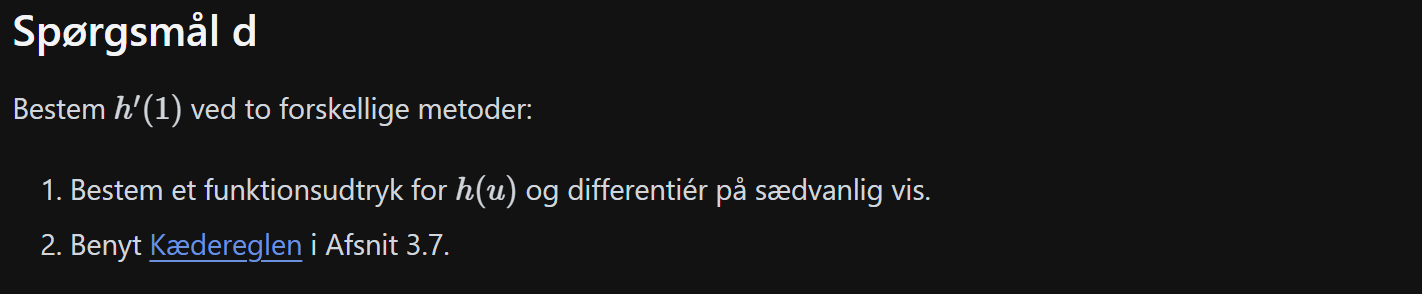 Spørgsmål d
Bestem h′(1) ved to forskellige metoder:
1. Bestem et funktionsudtryk for h(u) og differentiér på sædvanlig vis.
2. Benyt Kædereglen i Afsnit 3.7.